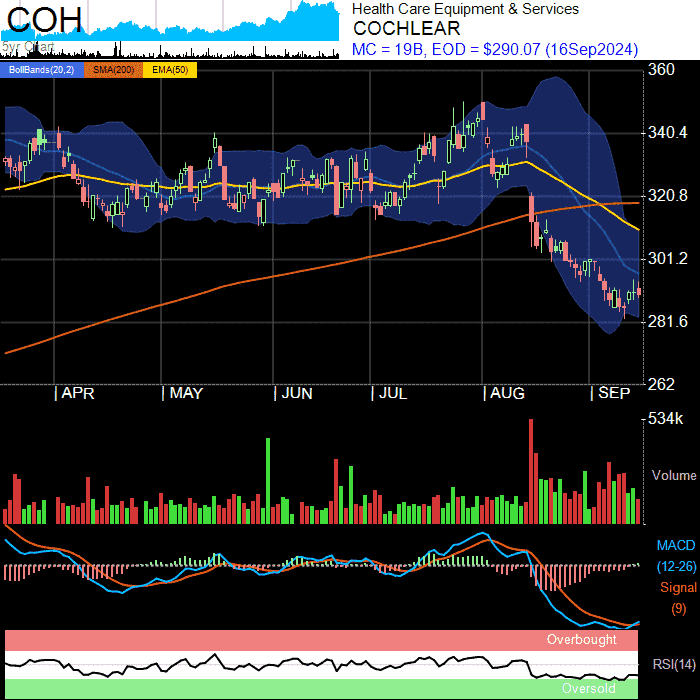 COH
5yr Chart
Health Care Equipment & Services
COCHLEAR
MC = 19B, EOD = $290.07 (16Sep2024)
BollBands(20,2) SMA(200) EMA(50)
360
340.4
320.8
301.2
281.6
262
APR MAY JUN JUL AUG SEP
534k
Volume
MACD
(12-26)
Signal
(9)
Overbought
RSI(14)
Oversold